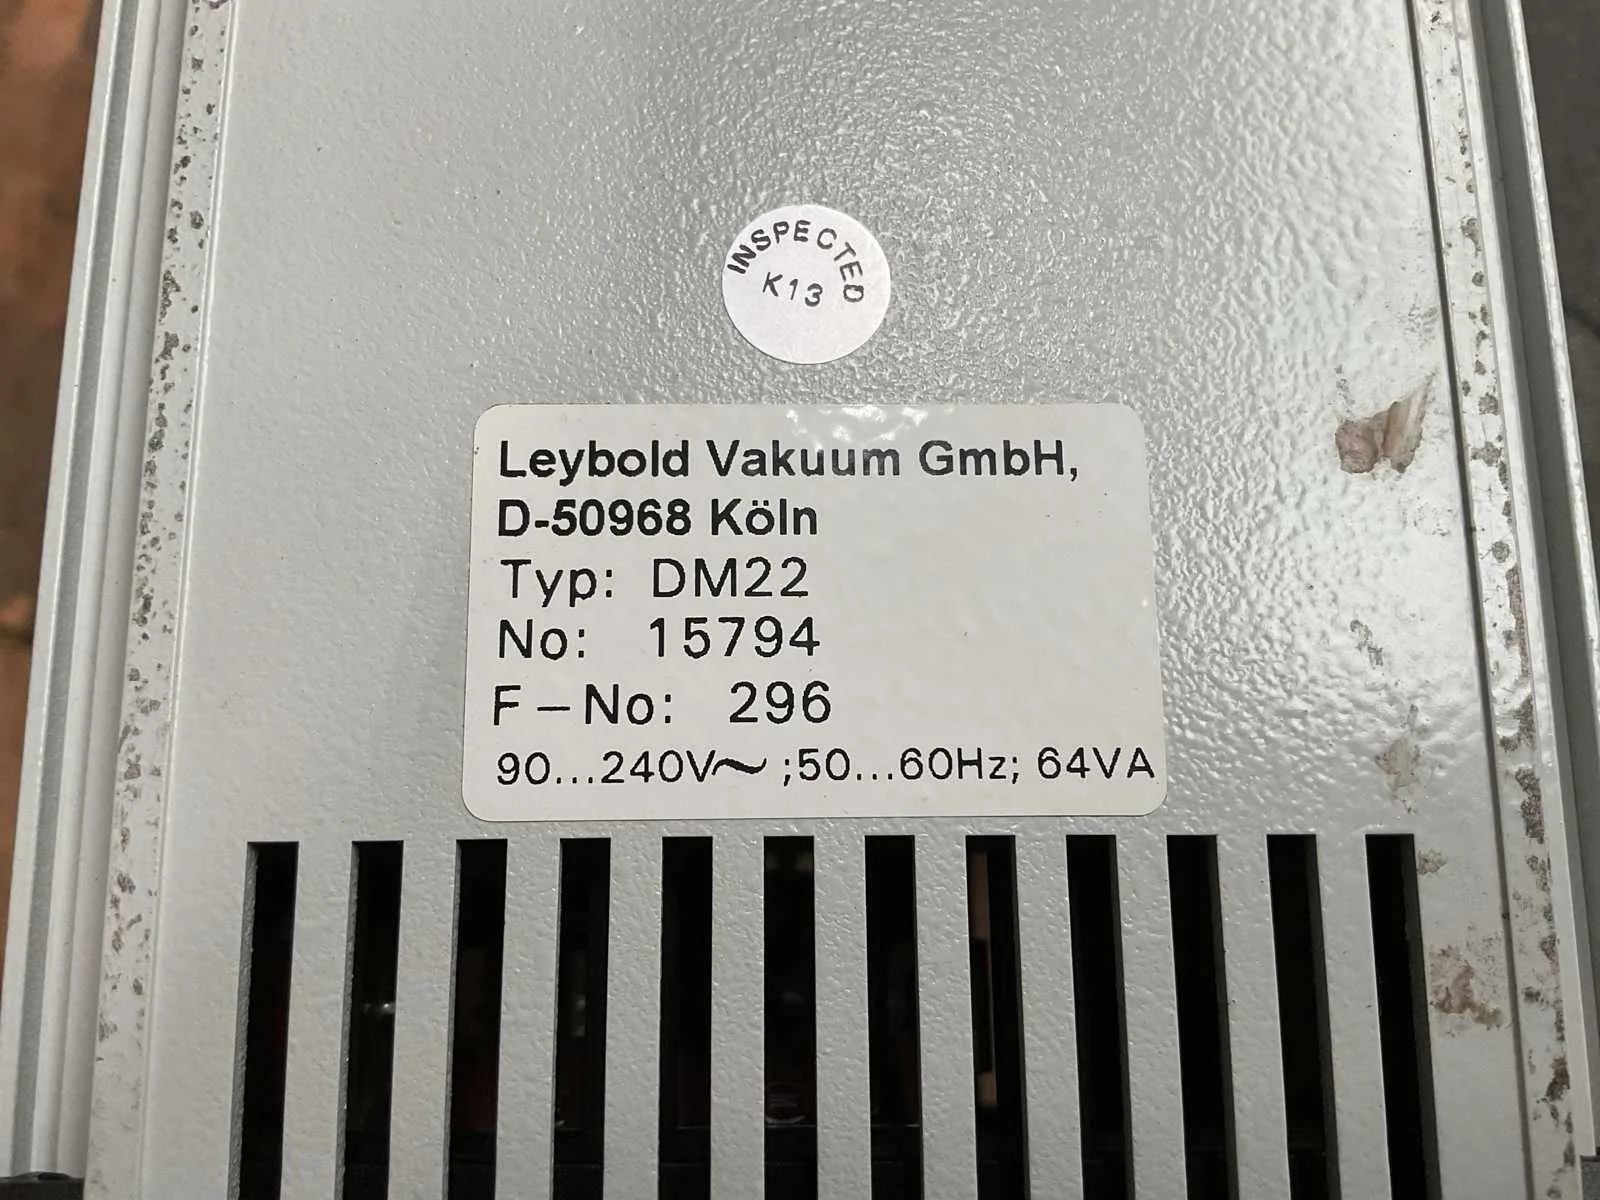 INSPECTED
K13
Leybold Vakuum GmbH,
D-50968 Köln
Typ: DM22
No: 15794
F-No: 296
90...240V~ ;50...60Hz; 64VA